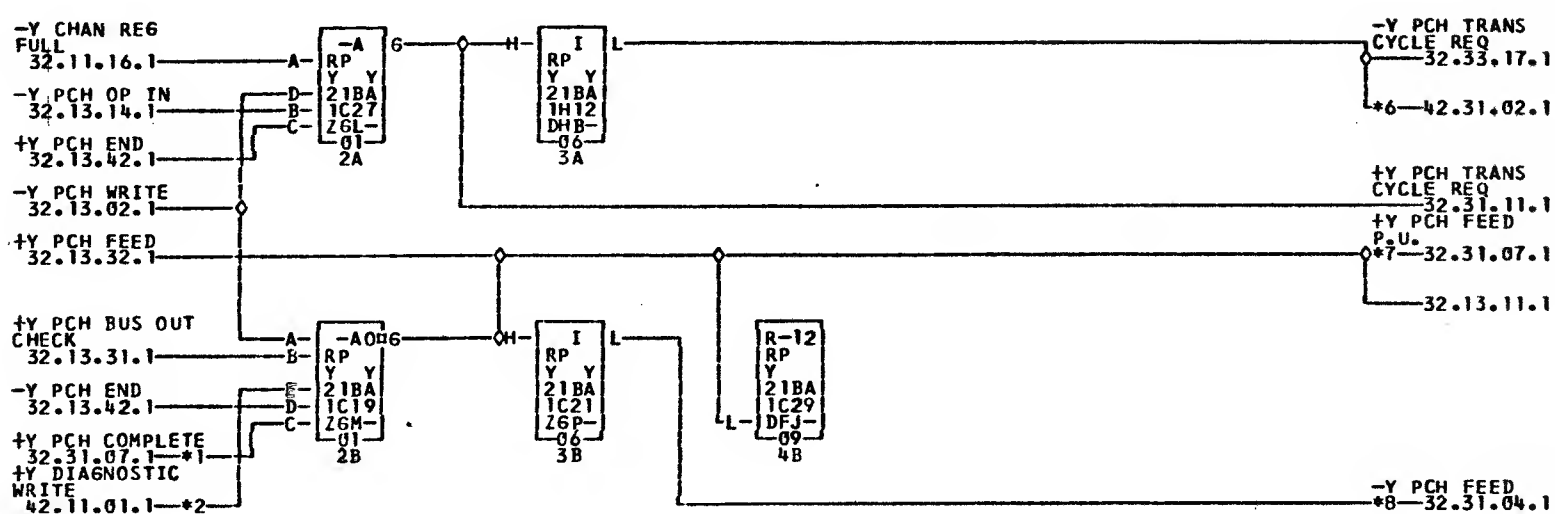 -Y CHAN REG
FULL
32.11.16.1
-Y PCH OP IN
32.13.14.1
+Y PCH END
32.13.42.1
-Y PCH WRITE
32.13.02.1
+Y PCH FEED
32.13.32.1
+Y PCH BUS OUT
CHECK
32.13.31.1
-Y PCH END
32.13.42.1
+Y PCH COMPLETE
32.31.07.1-*1
+Y DIAGNOSTIC
WRITE
42.11.01.1-*2
A-
D-
B-
C-
-A G
RP
Y Y
21BA
1C27
ZGL-
01
2A
H- I L
RP
Y Y
21BA
1H12
DHB-
06
3A
A-
B-
E-
D-
C-
-AO¤G
RP
Y Y
21BA
1C19
ZGM-
01
2B
H- I L
RP
Y Y
21BA
1C21
ZGP-
06
3B
R-12
RP
Y
21BA
1C29
L- DFJ-
09
4B
-Y PCH TRANS
CYCLE REQ
32.33.17.1
*6-42.31.02.1
+Y PCH TRANS
CYCLE REQ
32.31.11.1
+Y PCH FEED
P.U.
*7-32.31.07.1
32.13.11.1
-Y PCH FEED
*8-32.31.04.1